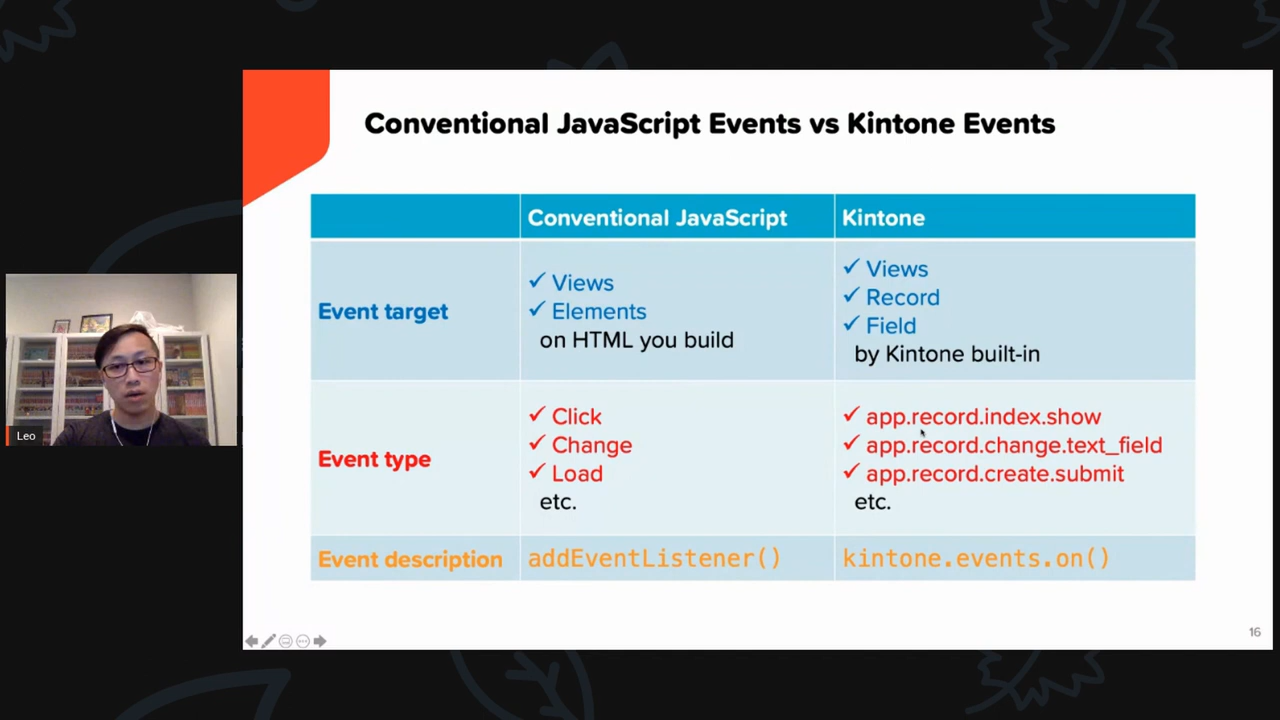 Conventional JavaScript Events vs Kintone Events
Conventional JavaScript
Kintone
Event target
✓ Views
✓ Elements
on HTML you build
✓ Views
✓ Record
✓ Field
by Kintone built-in
Event type
✓ Click
✓ Change
✓ Load
etc.
✓ app.record.index.show
✓ app.record.change.text_field
✓ app.record.create.submit
etc.
Event description
addEventListener()
kintone.events.on()
Leo
16